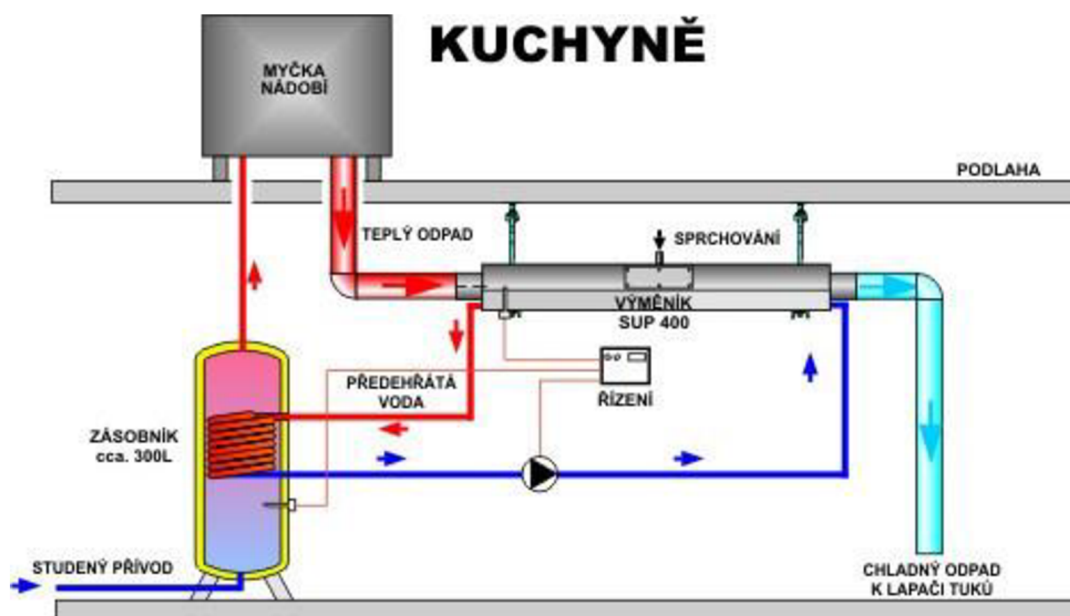 KUCHYNĚ
MYČKA
NÁDOBÍ
PODLAHA
TEPLÝ ODPAD
SPRCHOVÁNÍ
VÝMĚNÍK
SUP 400
PŘEDEHŘÁTÁ
VODA
ŘÍZENÍ
ZÁSOBNÍK
cca. 300L
STUDENÝ PŘÍVOD
CHLADNÝ ODPAD
K LAPAČI TUKŮ